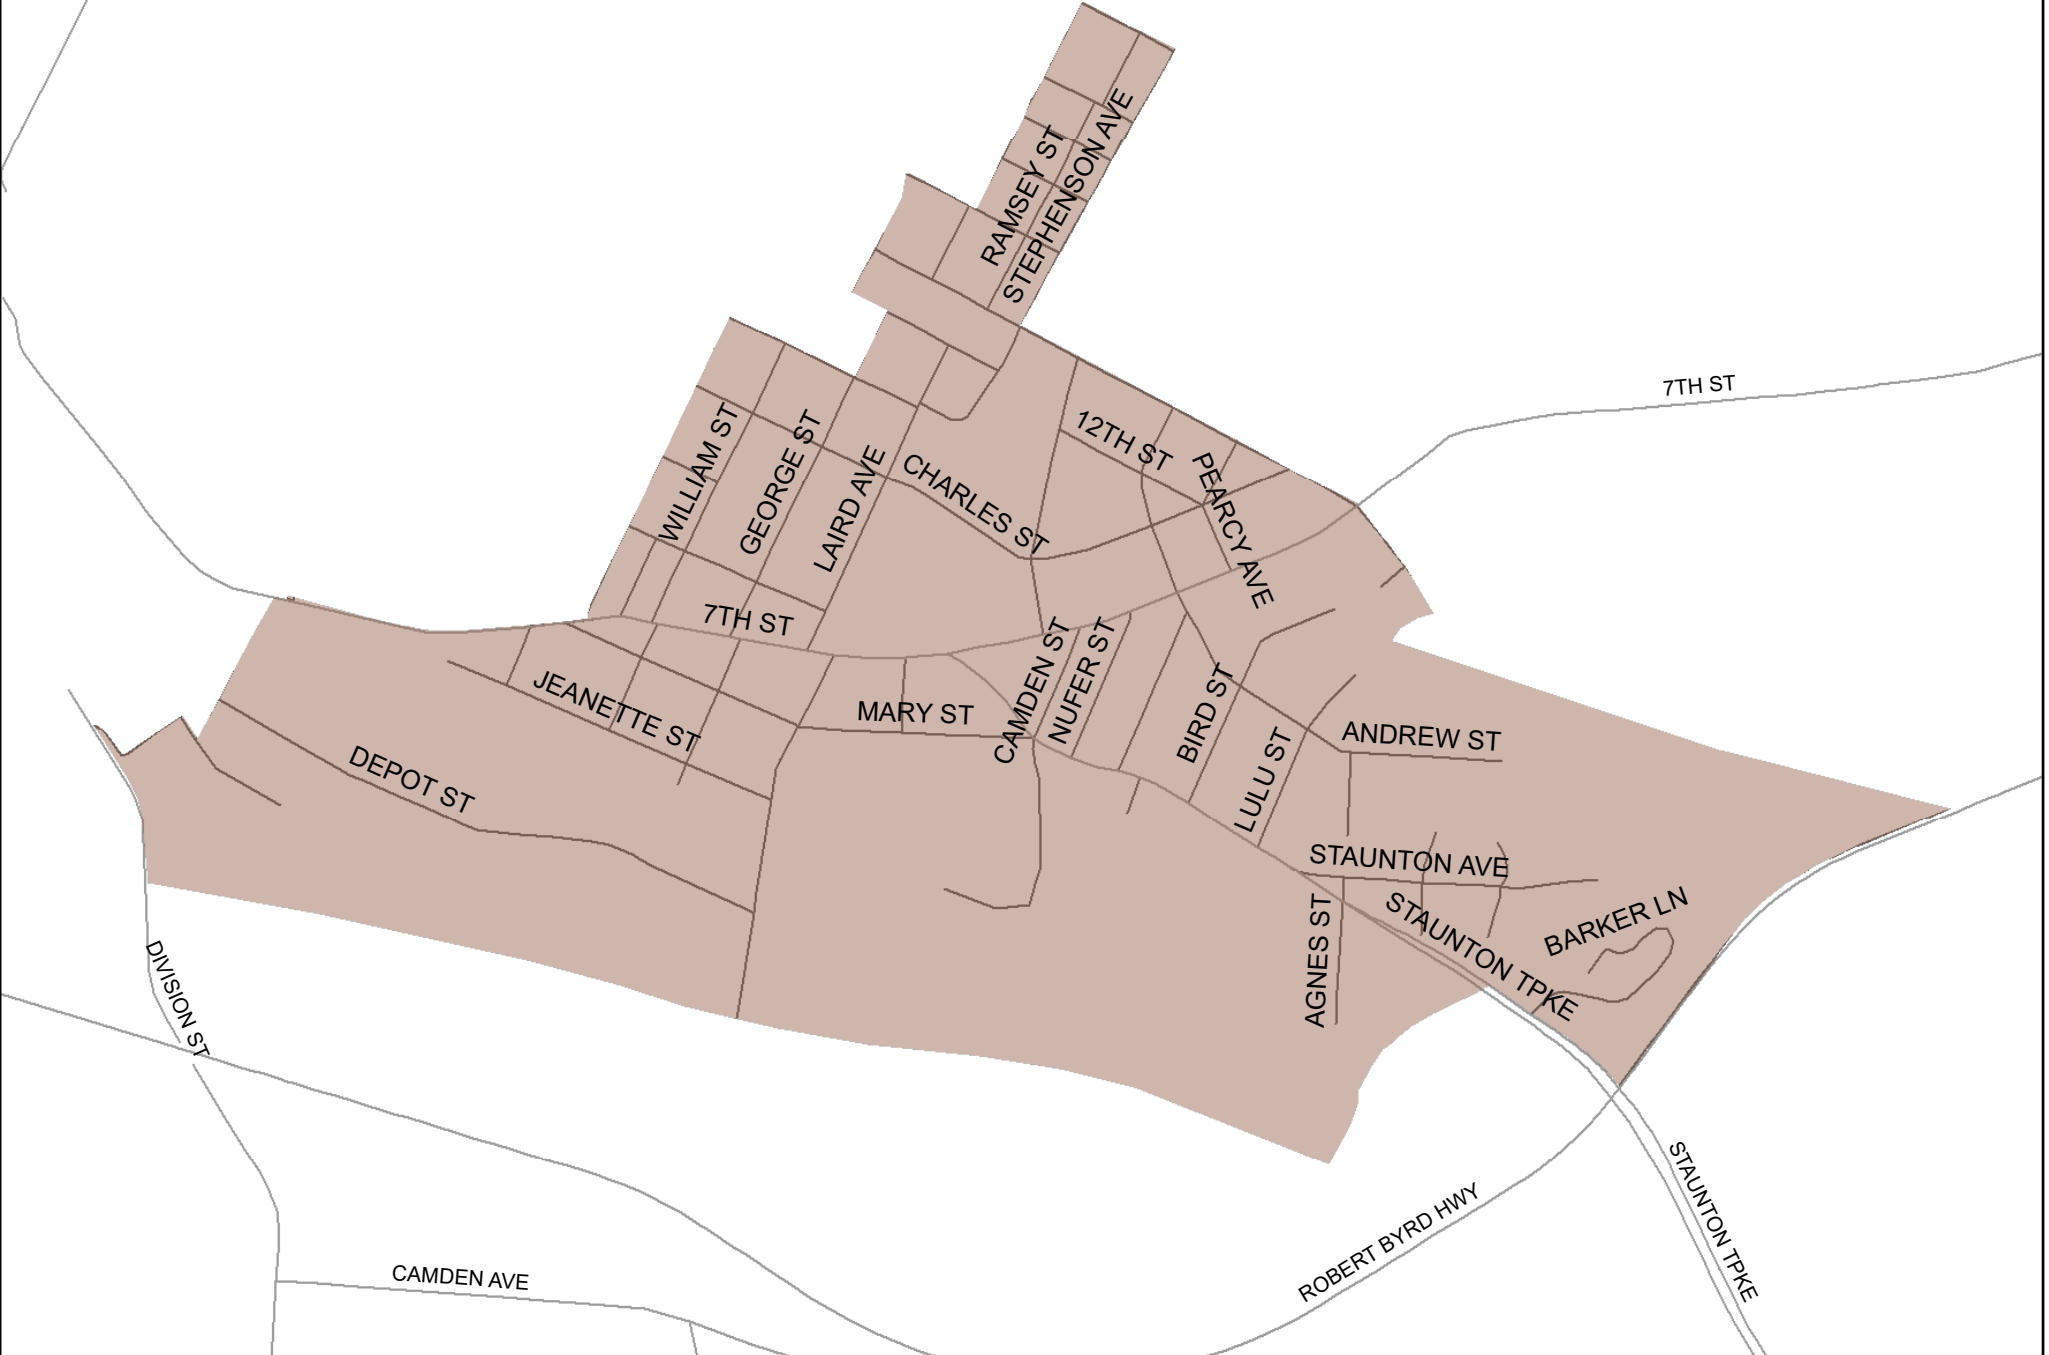 RAMSEY ST
STEPHENSON AVE
7TH ST
12TH ST
WILLIAM ST
GEORGE ST
LAIRD AVE
CHARLES ST
PEARCY AVE
7TH ST
CAMDEN ST
NUFER ST
JEANETTE ST
MARY ST
BIRD ST
LULU ST
ANDREW ST
DEPOT ST
STAUNTON AVE
AGNES ST
STAUNTON TPKE
BARKER LN
DIVISION ST
STAUNTON TPKE
ROBERT BYRD HWY
CAMDEN AVE